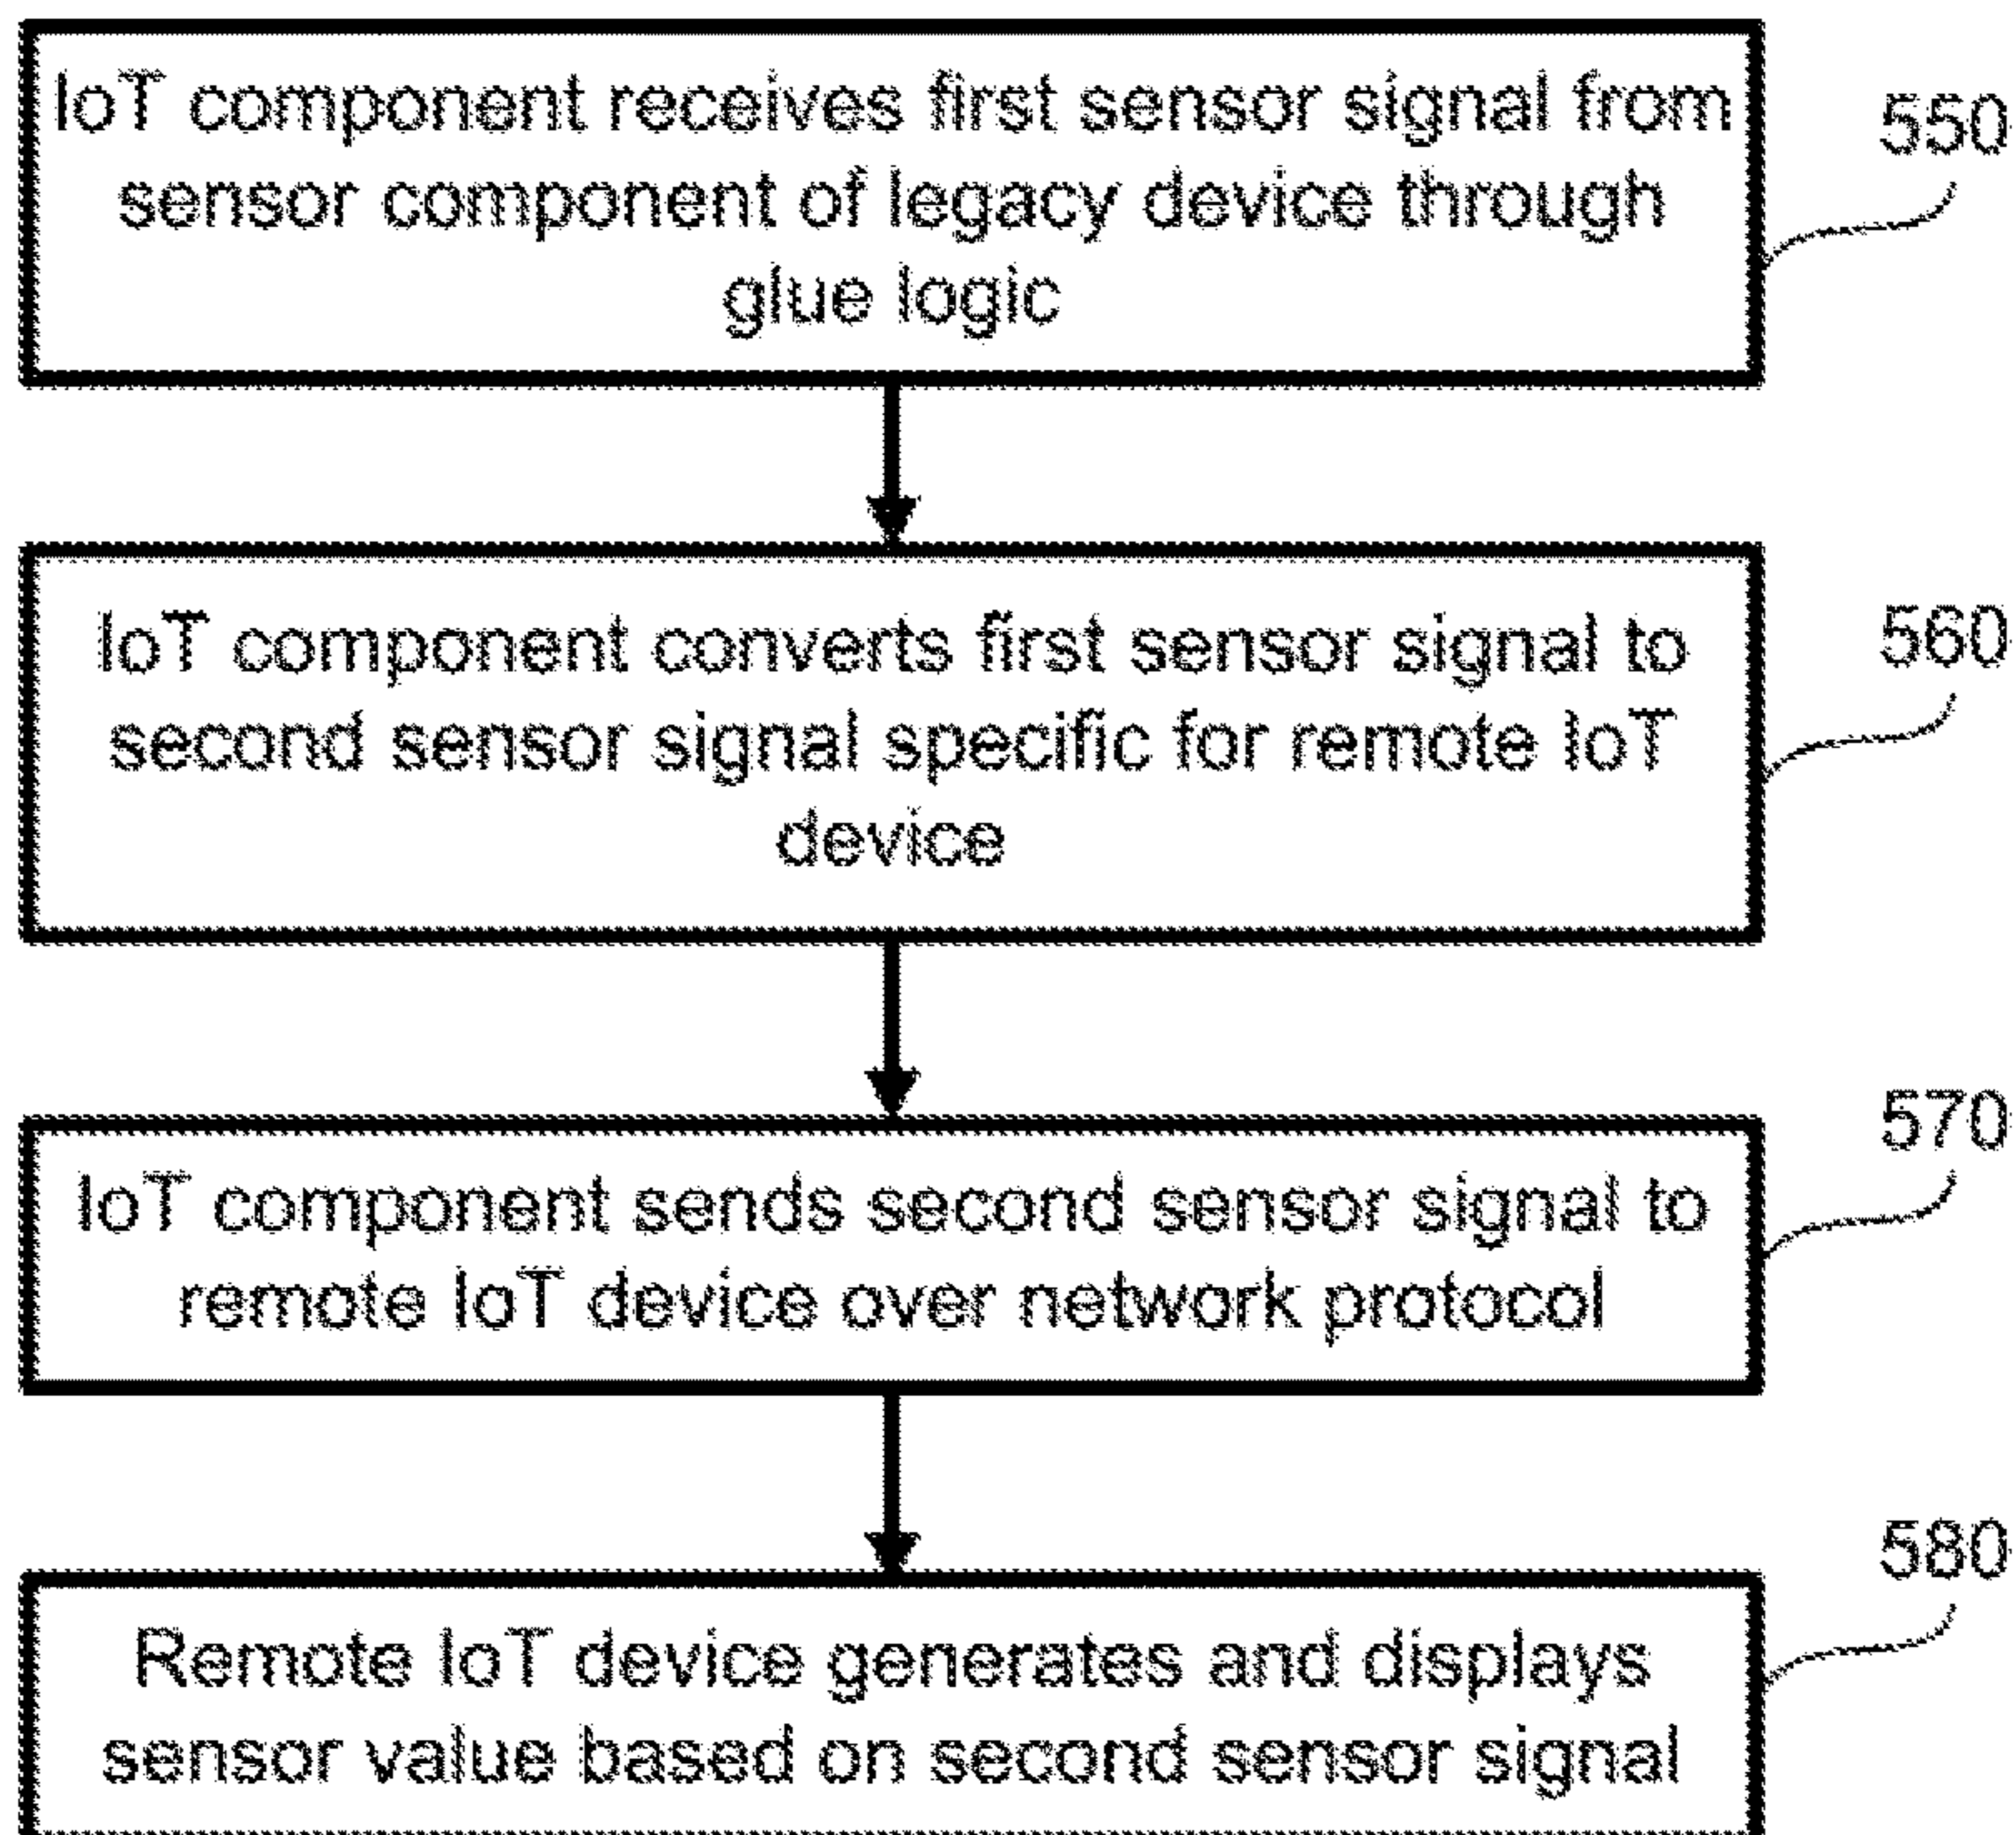 IoT component receives first sensor signal from
sensor component of legacy device through
glue logic
550
IoT component converts first sensor signal to
second sensor signal specific for remote IoT
device
560
IoT component sends second sensor signal to
remote IoT device over network protocol
570
Remote IoT device generates and displays
sensor value based on second sensor signal
580